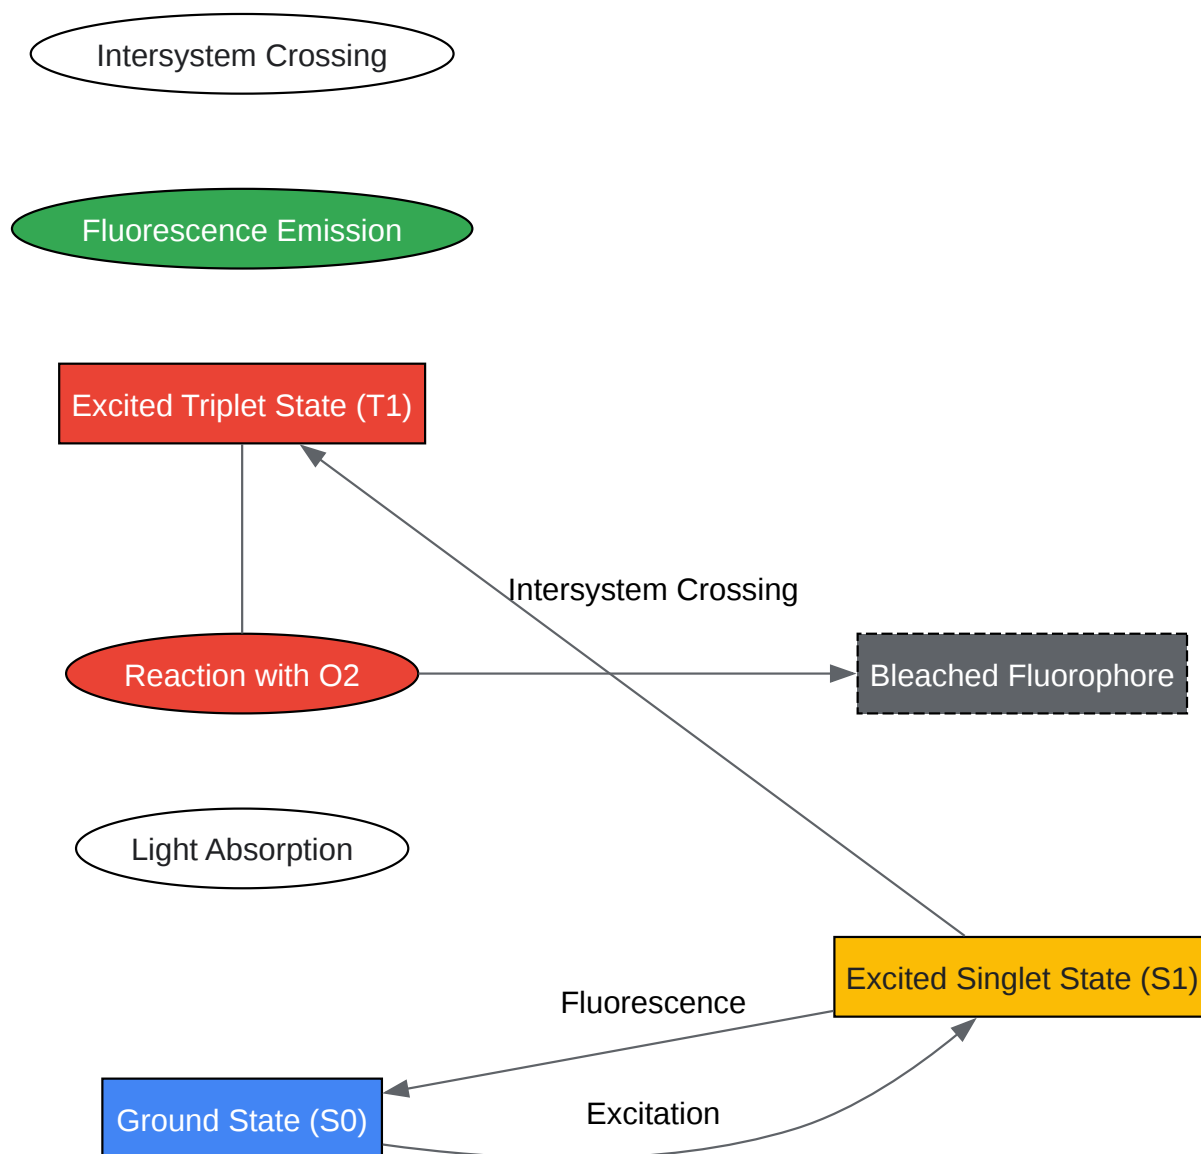 Intersystem Crossing
Fluorescence Emission
Excited Triplet State (T1)
Intersystem Crossing
Reaction with O2
Bleached Fluorophore
Light Absorption
Excited Singlet State (S1)
Fluorescence
Excitation
Ground State (S0)